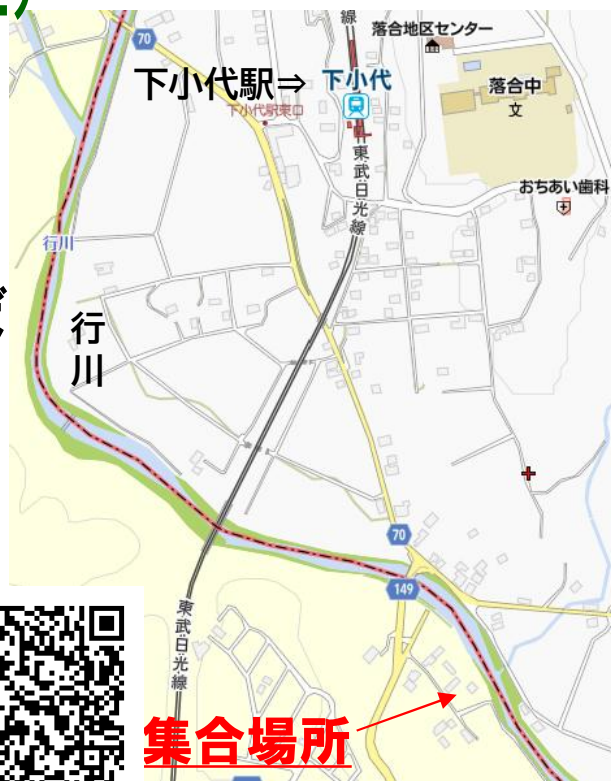 70
線
落合地区センター
下小代駅⇒
下小代
下小代駅東口
落合中
文
東武日光線
おちあい歯科
行川
行川
70
149
東武日光線
集合場所